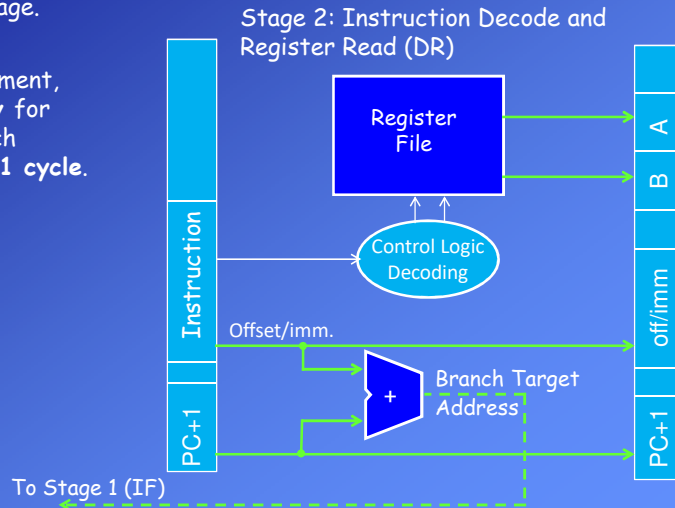 age.
ment,
y for
ch
1 cycle.
Stage 2: Instruction Decode and
Register Read (DR)
Register
File
A
B
Control Logic
Decoding
Instruction
Offset/imm.
off/imm
+
Branch Target
Address
PC+1
PC+1
To Stage 1 (IF)